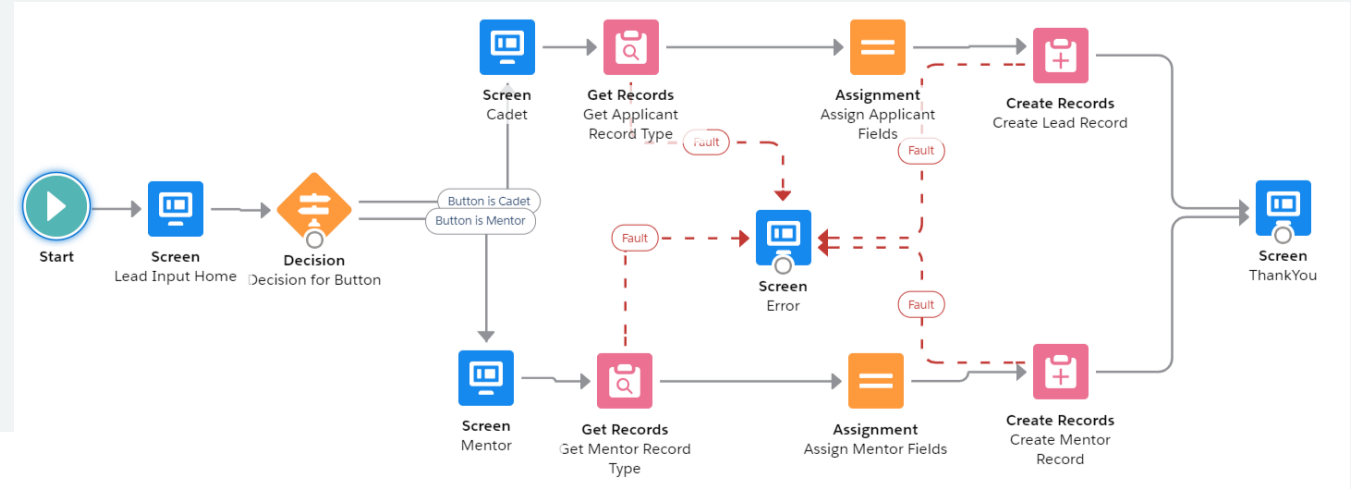 Start
Screen
Lead Input Home
Decision
Decision for Button
Button is Cadet
Button is Mentor
Screen
Cadet
Get Records
Get Applicant
Record Type
Fault
Assignment
Assign Applicant
Fields
Fault
Create Records
Create Lead Record
Fault
Screen
Error
Fault
Screen
ThankYou
Screen
Mentor
Get Records
Get Mentor Record
Type
Assignment
Assign Mentor Fields
Create Records
Create Mentor
Record